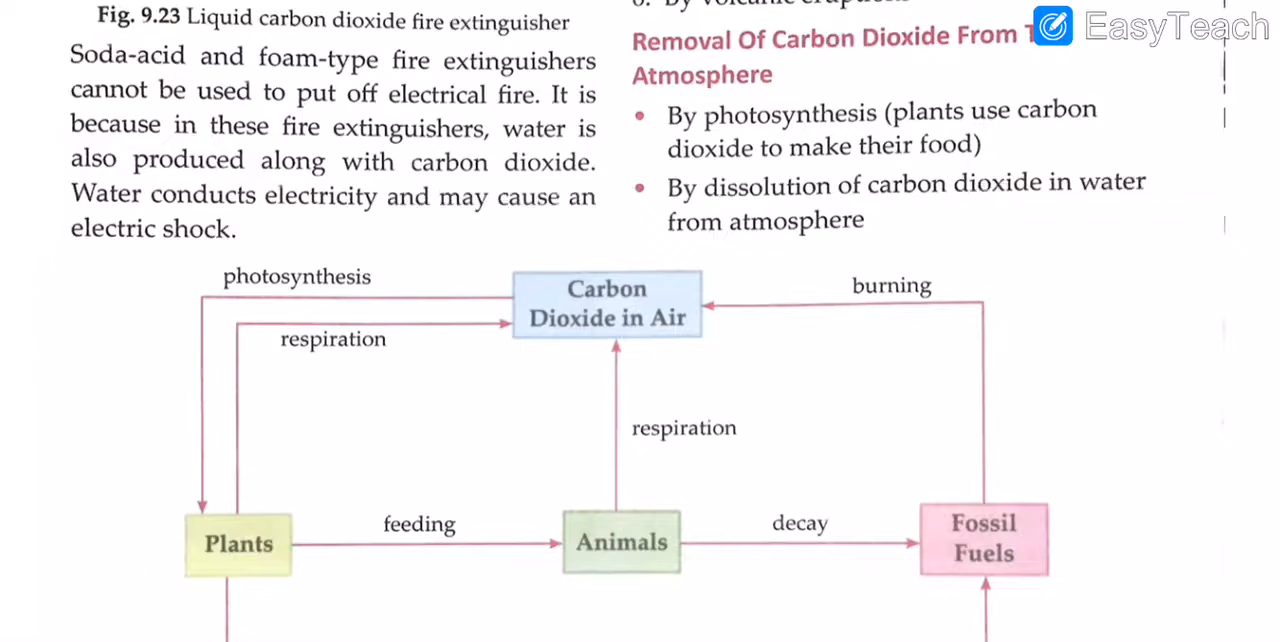 Fig. 9.23 Liquid carbon dioxide fire extinguisher
Soda-acid and foam-type fire extinguishers
cannot be used to put off electrical fire. It is
because in these fire extinguishers, water is
also produced along with carbon dioxide.
Water conducts electricity and may cause an
electric shock.
Removal Of Carbon Dioxide From
Atmosphere
• By photosynthesis (plants use carbon
dioxide to make their food)
• By dissolution of carbon dioxide in water
from atmosphere
EasyTeach
photosynthesis
Carbon
Dioxide in Air
burning
respiration
respiration
feeding
decay
Plants
Animals
Fossil
Fuels